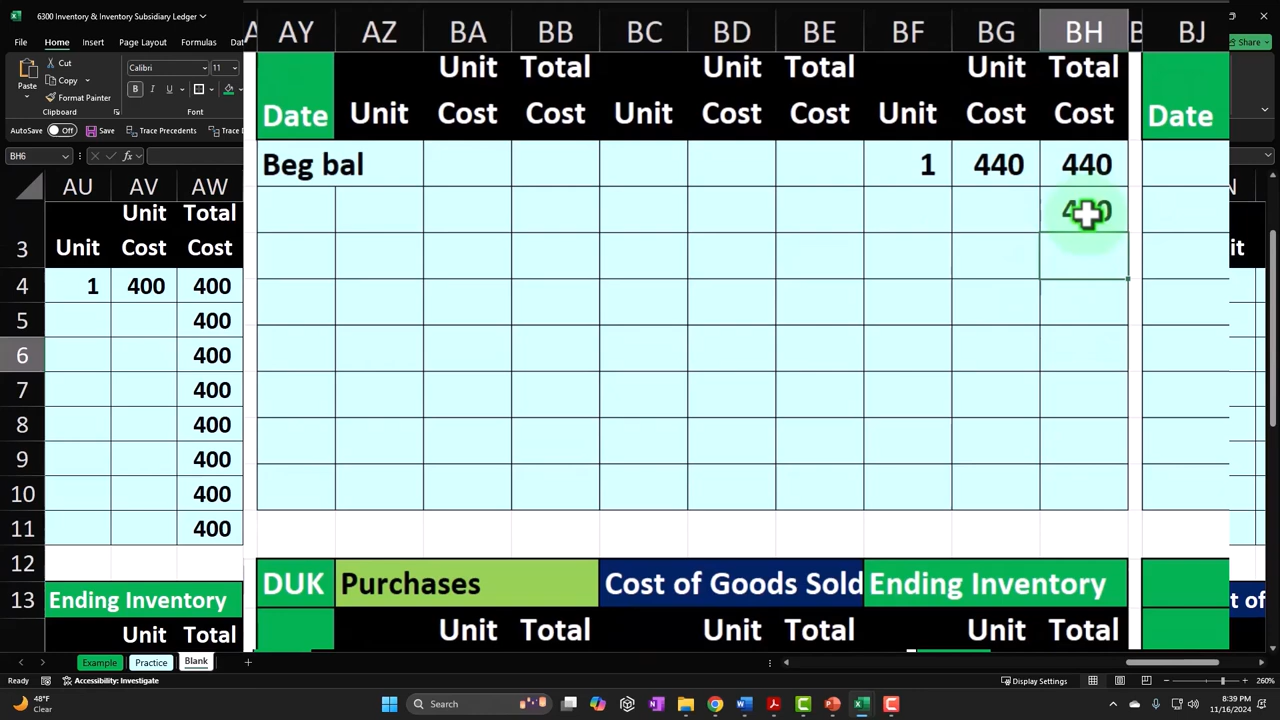 6300 Inventory & Inventory Subsidiary Ledger
File Home Insert Page Layout Formulas
Share
Paste
Cut
Copy
Format Painter
Clipboard
Calibri 11
B I U
Font
AutoSave Off Save Trace Precedents Trace
BH6
fx
AU AV AW
AY AZ BA BB BC BD BE BF BG BH BJ
Unit Total
Unit Cost Cost
3
Unit Total Unit Total Unit Total
Date Unit Cost Cost Unit Cost Cost Unit Cost Cost Date
4 1 400 400
Beg bal 1 440 440
5 400
6 400
7 400
8 400
9 400
10 400
11 400
12
13 Ending Inventory
Unit Total
DUK Purchases Cost of Goods Sold Ending Inventory
Unit Total Unit Total Unit Total
Example Practice Blank
Ready Accessibility: Investigate Display Settings 260%
48°F
Clear
Search
8:39 PM
11/16/2024